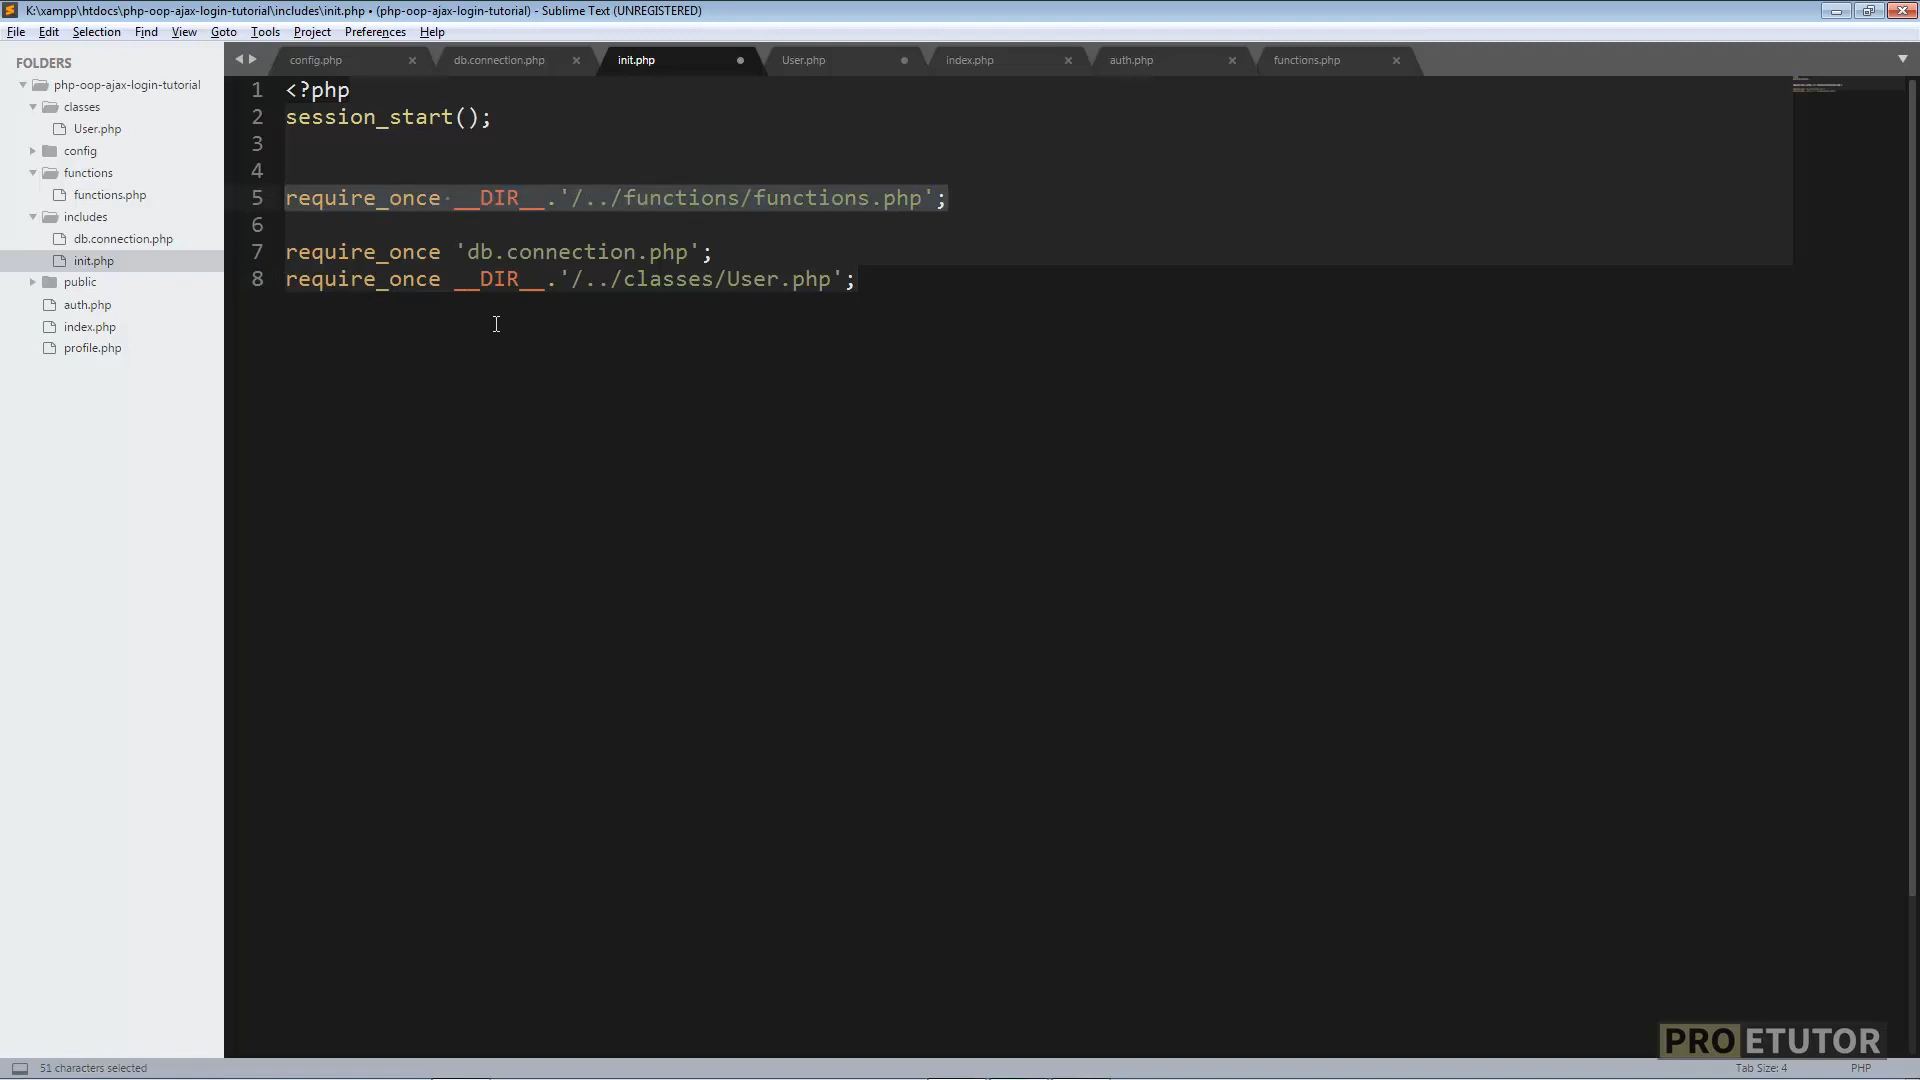 K:\xampp\htdocs\php-oop-ajax-login-tutorial\includes\init.php • (php-oop-ajax-login-tutorial) - Sublime Text (UNREGISTERED)
File Edit Selection Find View Goto Tools Project Preferences Help
FOLDERS
php-oop-ajax-login-tutorial
classes
User.php
config
functions
functions.php
includes
db.connection.php
init.php
public
auth.php
index.php
profile.php
config.php × db.connection.php × init.php • User.php • index.php × auth.php × functions.php ×
1 <?php
2 session_start();
3
4
5 require_once __DIR__.'/../functions/functions.php';
6
7 require_once 'db.connection.php';
8 require_once __DIR__.'/../classes/User.php';
PROETUTOR
51 characters selected Tab Size: 4 PHP